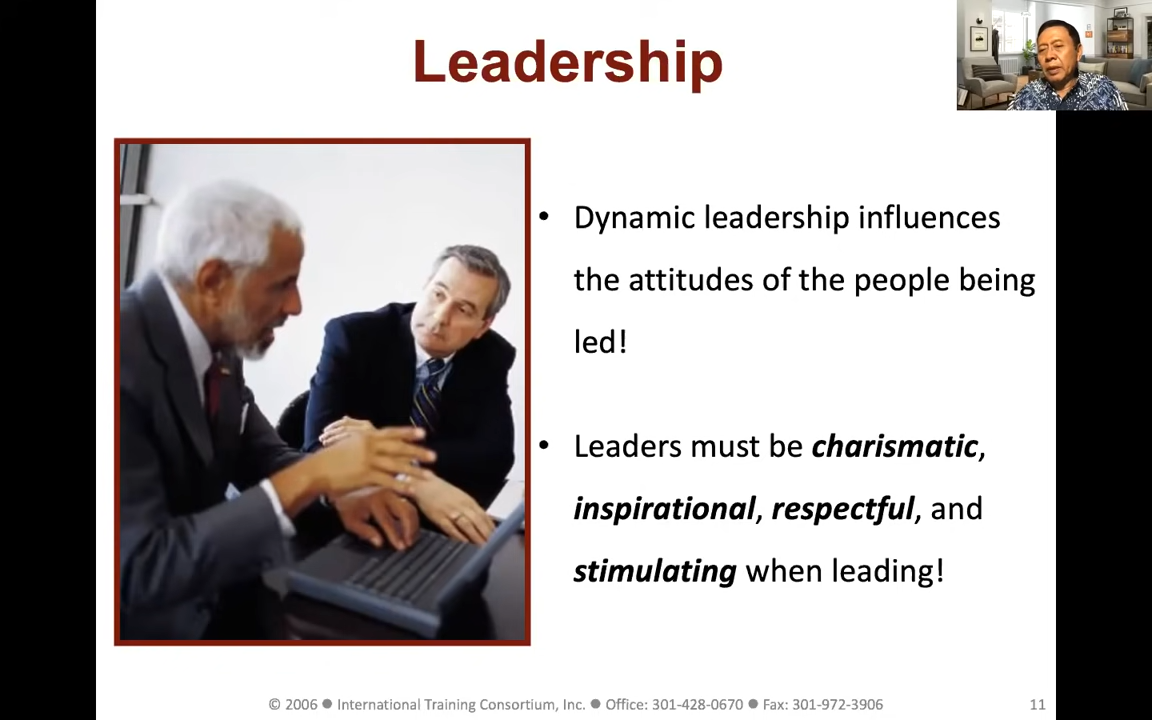 Leadership
• Dynamic leadership influences
the attitudes of the people being
led!
• Leaders must be charismatic,
inspirational, respectful, and
stimulating when leading!
© 2006 ● International Training Consortium, Inc. ● Office: 301-428-0670 ● Fax: 301-972-3906
11